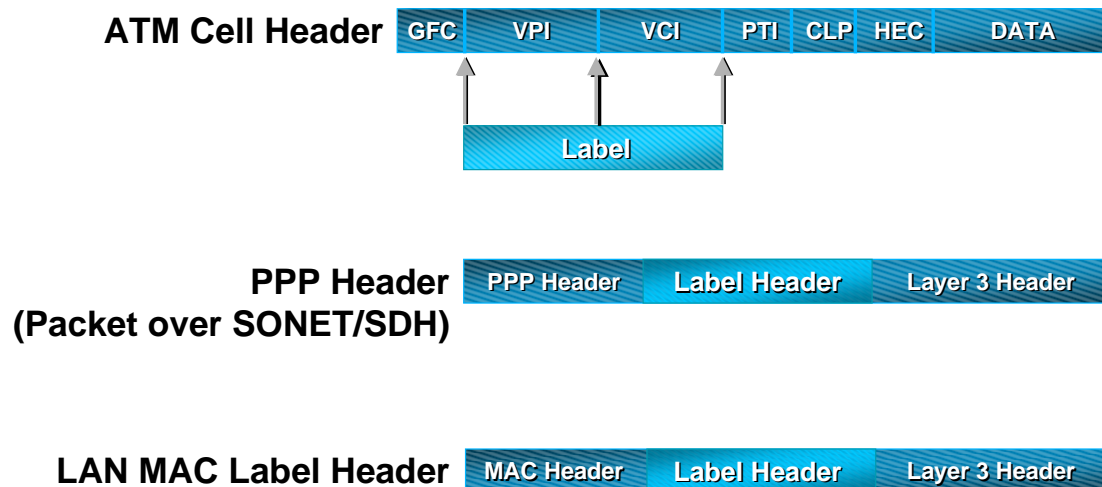 ATM Cell Header GFC VPI VCI PTI CLP HEC DATA
Label
PPP Header PPP Header Label Header Layer 3 Header
(Packet over SONET/SDH)
LAN MAC Label Header MAC Header Label Header Layer 3 Header